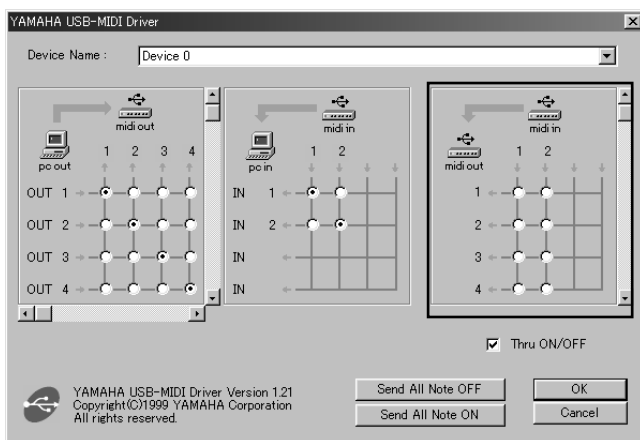 YAMAHA USB-MIDI Driver
Device Name :
Device 0
midi out
pc out
1 2 3 4
OUT 1
OUT 2
OUT 3
OUT 4
midi in
pc in
1 2
IN 1
IN 2
IN
IN
midi in
midi out
1 2
1
2
3
4
Thru ON/OFF
YAMAHA USB-MIDI Driver Version 1.21
Copyright(C)1999 YAMAHA Corporation
All rights reserved.
Send All Note OFF
Send All Note ON
OK
Cancel